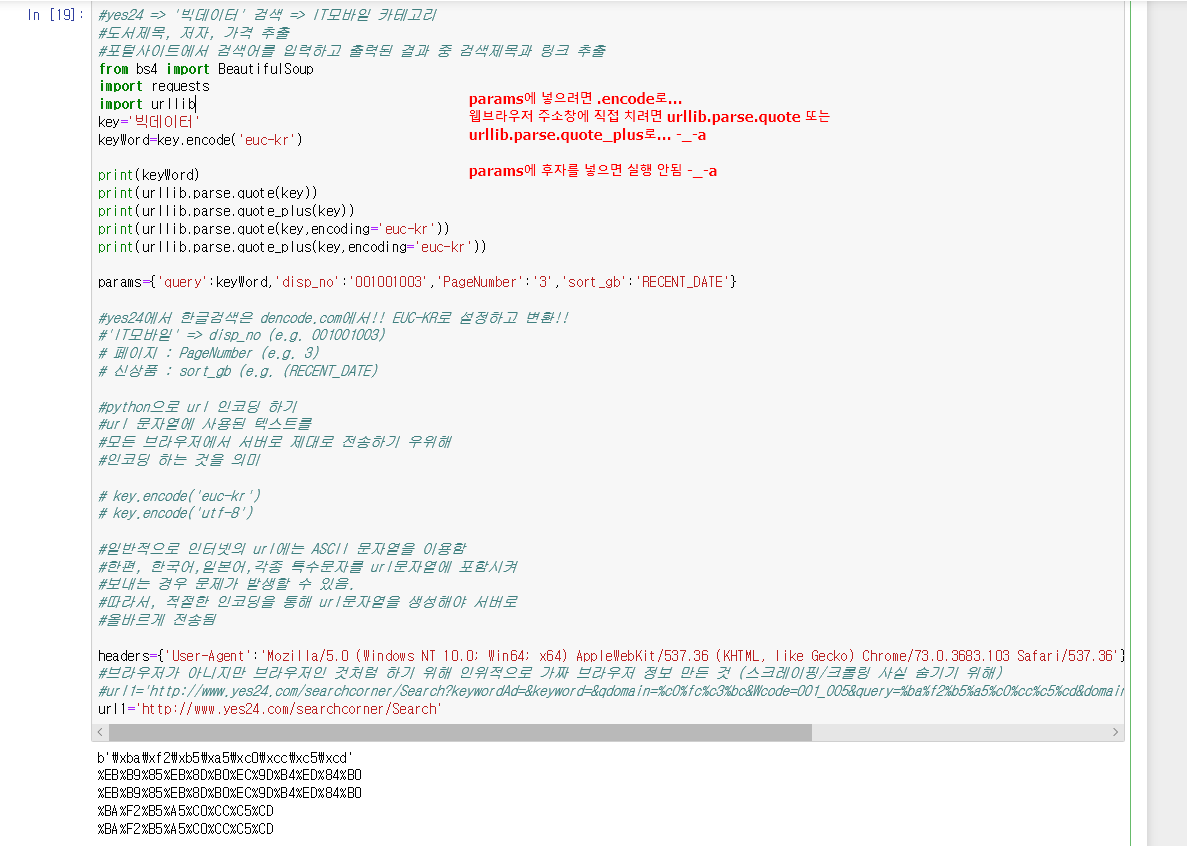 In [19]:
#yes24 => '빅데이터' 검색 => IT모바일 카테고리
#도서제목, 저자, 가격 추출
#포털사이트에서 검색어를 입력하고 출력된 결과 중 검색제목과 링크 추출
from bs4 import BeautifulSoup
import requests
import urllib
key='빅데이터'
keyWord=key.encode('euc-kr')
params에 넣으려면 .encode로...
웹브라우저 주소창에 직접 치려면 urllib.parse.quote 또는
urllib.parse.quote_plus로... -_-a
params에 후자를 넣으면 실행 안됨 -_-a
print(keyWord)
print(urllib.parse.quote(key))
print(urllib.parse.quote_plus(key))
print(urllib.parse.quote(key,encoding='euc-kr'))
print(urllib.parse.quote_plus(key,encoding='euc-kr'))
params={'query':keyWord,'disp_no':'001001003','PageNumber':'3','sort_gb':'RECENT_DATE'}
#yes24에서 한글검색은 dencode.com에서!! EUC-KR로 설정하고 변환!!
#'IT모바일' => disp_no (e.g. 001001003)
# 페이지 : PageNumber (e.g. 3)
# 신상품 : sort_gb (e.g. (RECENT_DATE)
#python으로 url 인코딩 하기
#url 문자열에 사용된 텍스트를
#모든 브라우저에서 서버로 제대로 전송하기 우위해
#인코딩 하는 것을 의미
# key.encode('euc-kr')
# key.encode('utf-8')
#일반적으로 인터넷의 url에는 ASCII 문자열을 이용함
#한편, 한국어,일본어,각종 특수문자를 url문자열에 포함시켜
#보내는 경우 문제가 발생할 수 있음.
#따라서, 적절한 인코딩을 통해 url문자열을 생성해야 서버로
#올바르게 전송됨
headers={'User-Agent':'Mozilla/5.0 (Windows NT 10.0; Win64; x64) AppleWebKit/537.36 (KHTML, like Gecko) Chrome/73.0.3683.103 Safari/537.36'}
#브라우저가 아니지만 브라우저인 것처럼 하기 위해 인위적으로 가짜 브라우저 정보 만든 것 (스크레이핑/크롤링 사실 숨기기 위해)
#url1='http://www.yes24.com/searchcorner/Search?keywordAd=&keyword=&qdomain=%c0%fc%c3%bc&Wcode=001_005&query=%ba%f2%b5%a5%c0%cc%c5%cd&domain
url1='http://www.yes24.com/searchcorner/Search'
b'\xba\xf2\xb5\xa5\xc0\xcc\xc5\xcd'
%EB%B9%85%EB%8D%B0%EC%9D%B4%ED%84%B0
%EB%B9%85%EB%8D%B0%EC%9D%B4%ED%84%B0
%BA%F2%B5%A5%C0%CC%C5%CD
%BA%F2%B5%A5%C0%CC%C5%CD